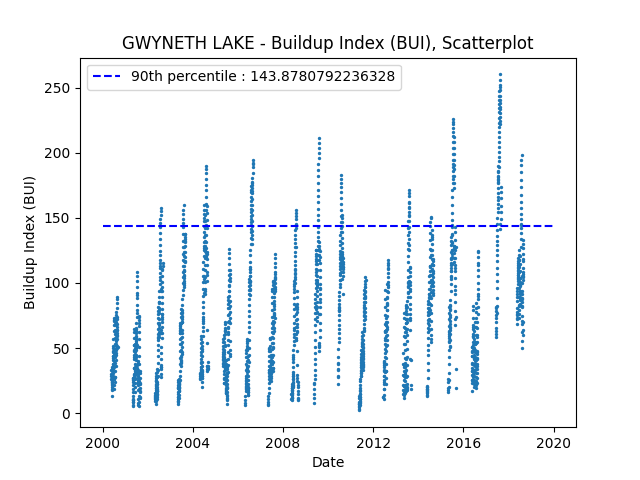 GWYNETH LAKE - Buildup Index (BUI), Scatterplot
90th percentile : 143.8780792236328
Buildup Index (BUI)
250
200
150
100
50
0
2000 2004 2008 2012 2016 2020
Date